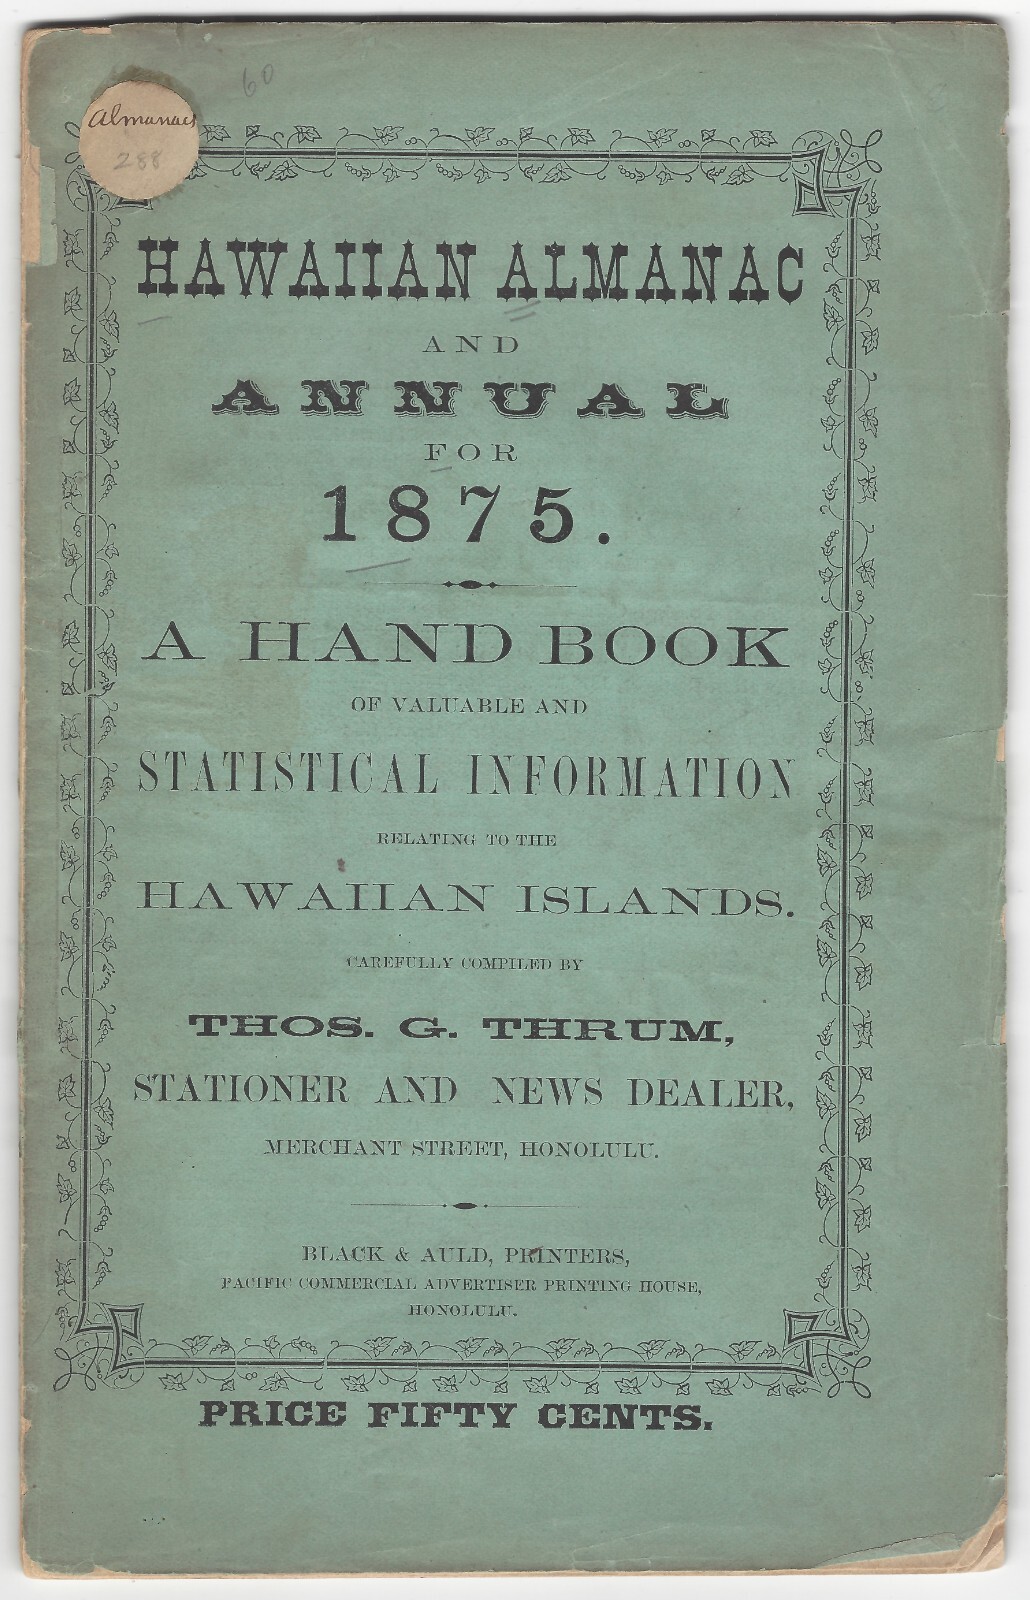 60
Almanacs
288
HAWAIIAN ALMANAC
AND
ANNUAL
FOR
1875.
A HAND BOOK
OF VALUABLE AND
STATISTICAL INFORMATION
RELATING TO THE
HAWAIIAN ISLANDS.
CAREFULLY COMPILED BY
THOS. G. THRUM,
STATIONER AND NEWS DEALER,
MERCHANT STREET, HONOLULU.
BLACK & AULD, PRINTERS,
PACIFIC COMMERCIAL ADVERTISER PRINTING HOUSE,
HONOLULU.
PRICE FIFTY CENTS.